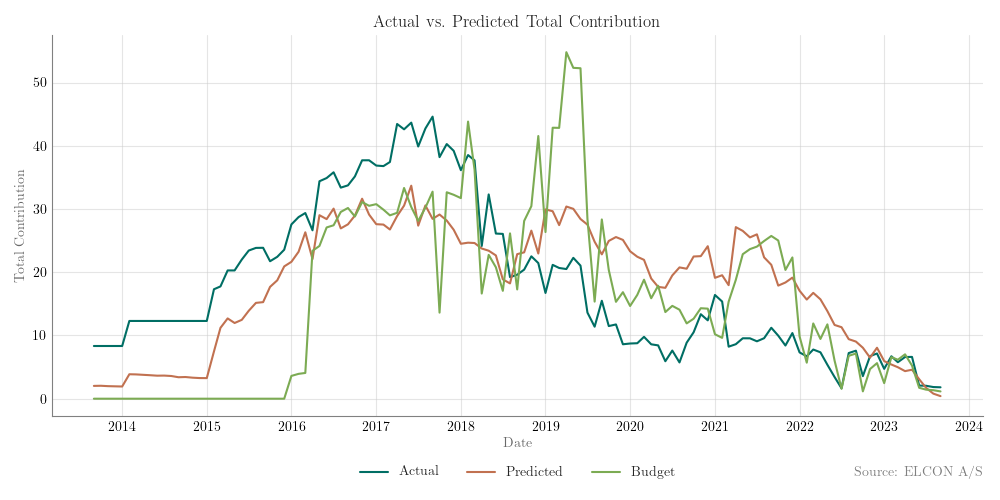 Actual vs. Predicted Total Contribution
Total Contribution
50
40
30
20
10
0
2014 2015 2016 2017 2018 2019 2020 2021 2022 2023 2024
Date
Actual Predicted Budget
Source: ELCON A/S